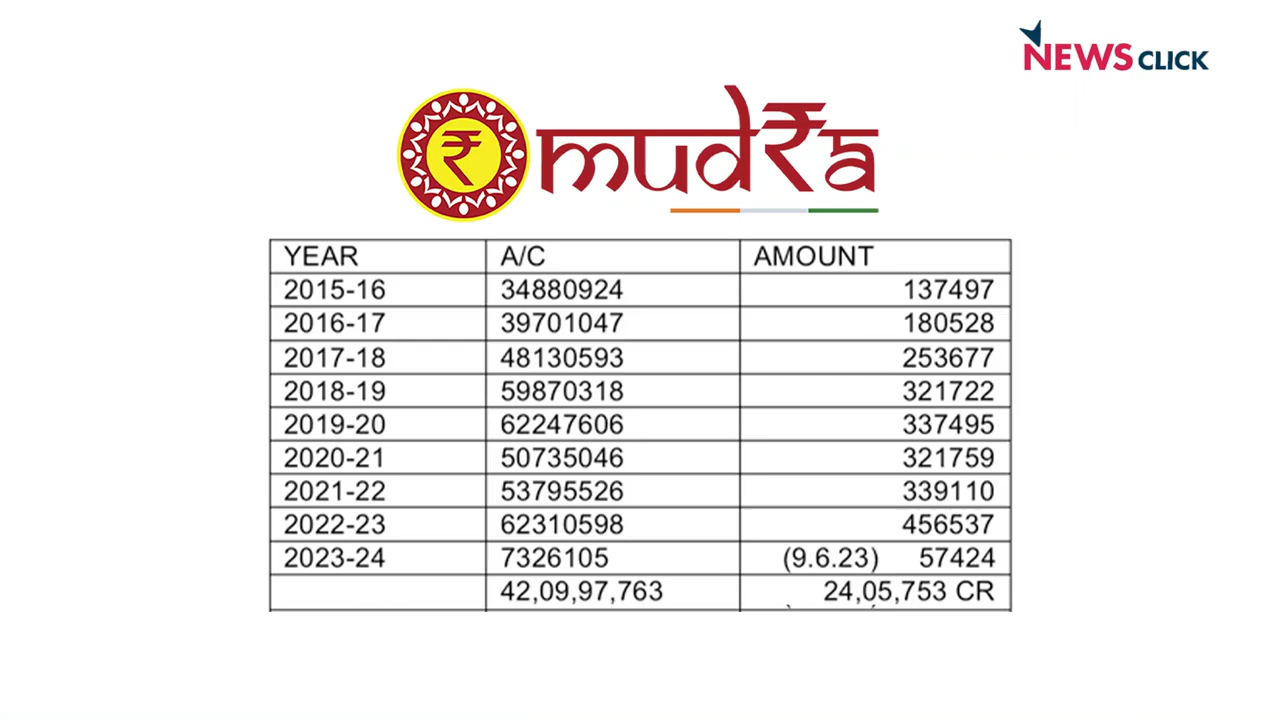 NEWS CLICK
₹ mud₹a
YEAR A/C AMOUNT
2015-16 34880924 137497
2016-17 39701047 180528
2017-18 48130593 253677
2018-19 59870318 321722
2019-20 62247606 337495
2020-21 50735046 321759
2021-22 53795526 339110
2022-23 62310598 456537
2023-24 7326105 (9.6.23) 57424
42,09,97,763 24,05,753 CR